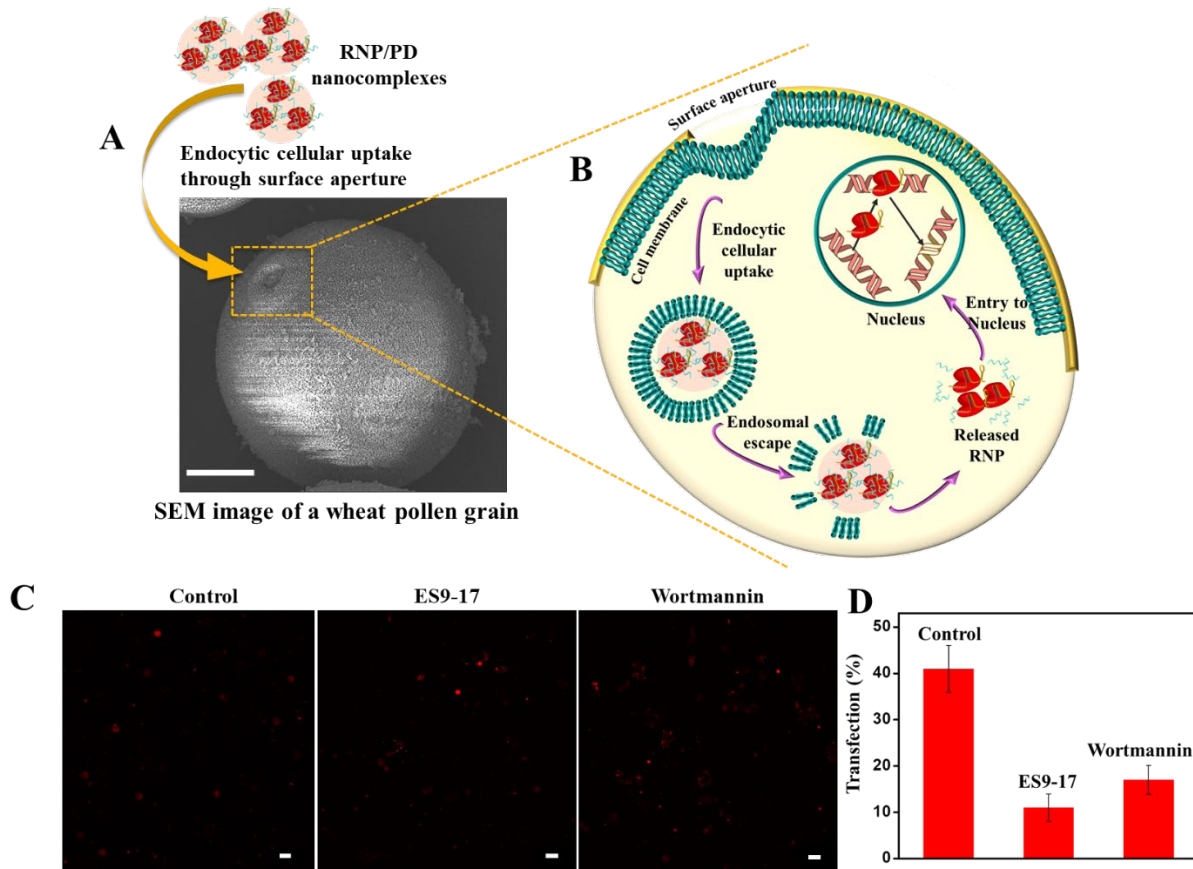 RNP/PD
nanocomplexes
A
Endocytic cellular uptake
through surface aperture
SEM image of a wheat pollen grain
B
Surface aperture
Cell membrane
Endocytic
cellular
uptake
Nucleus
Entry to
Nucleus
Endosomal
escape
Released
RNP
C
Control
ES9-17
Wortmannin
D
Transfection (%)
50
40
30
20
10
0
Control
ES9-17
Wortmannin